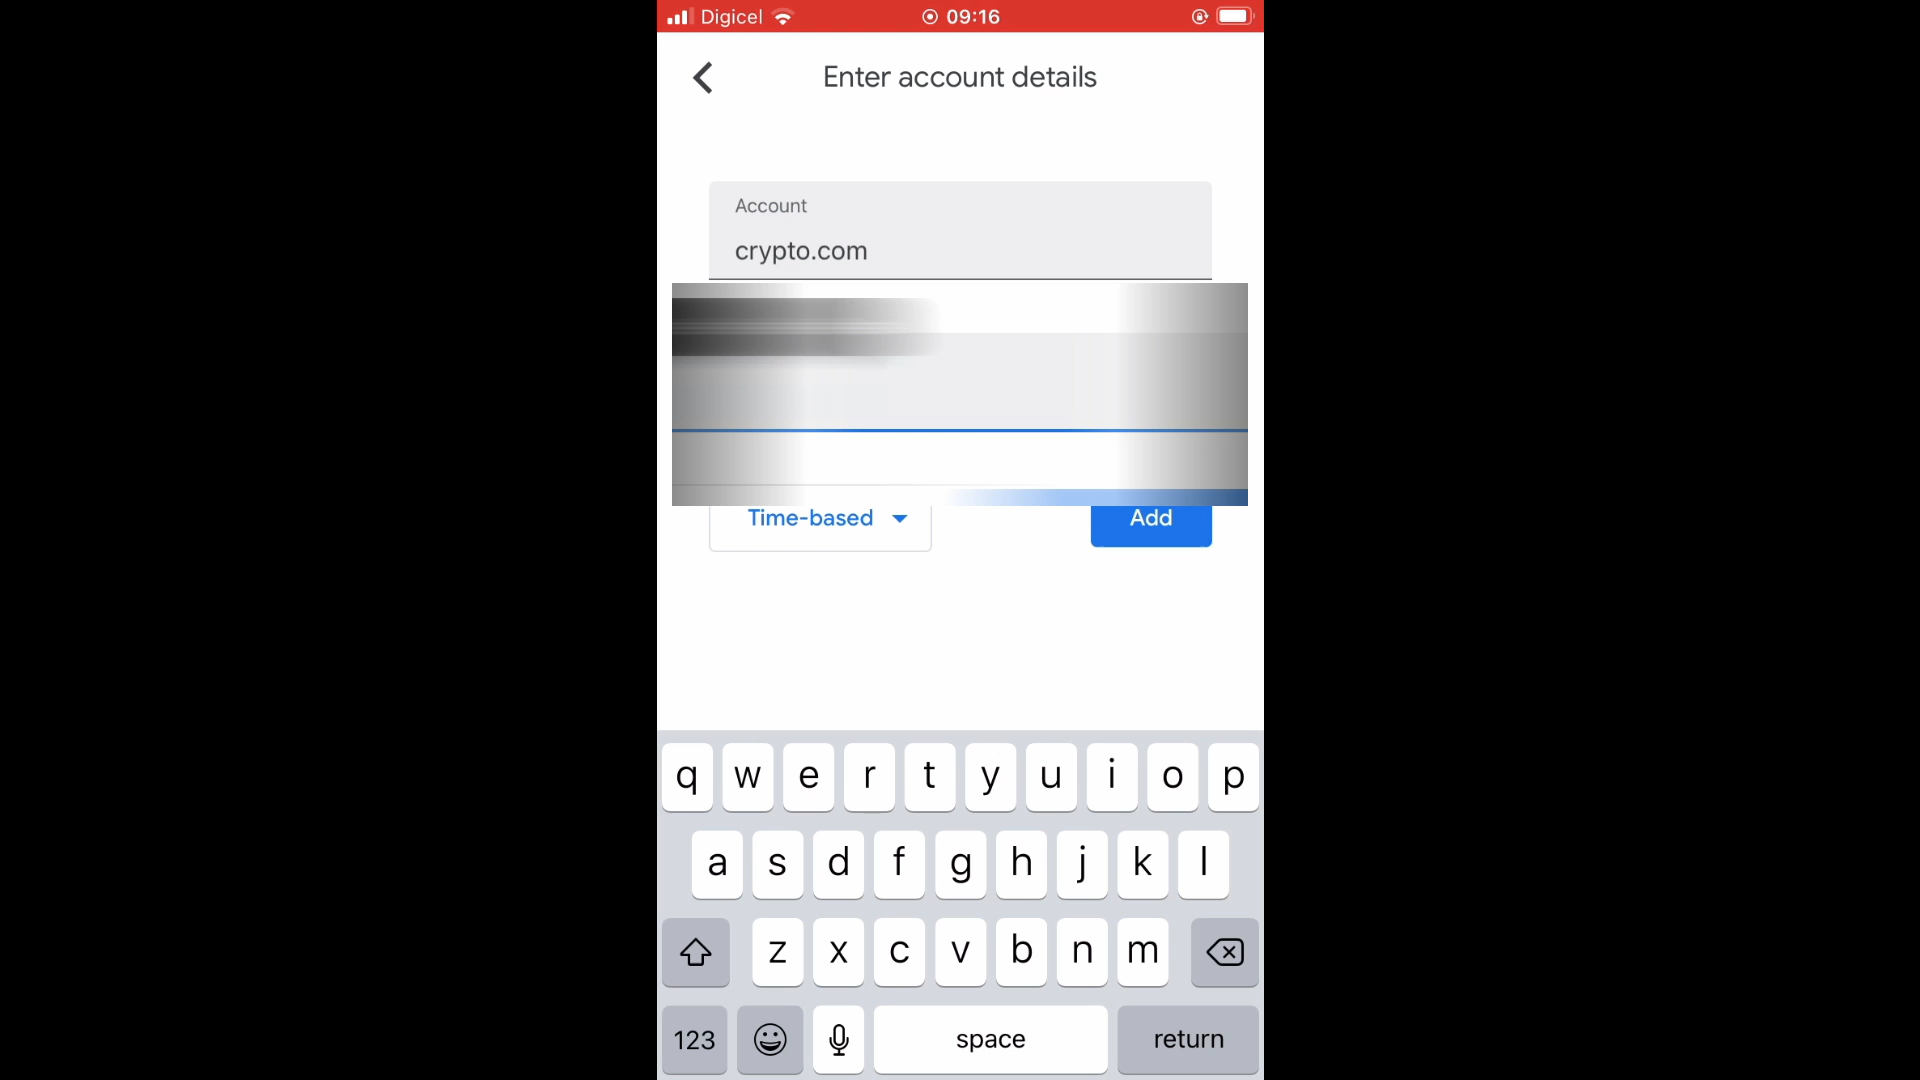 Digicel 09:16
Enter account details
Account
crypto.com
Time-based Add
q w e r t y u i o p
a s d f g h j k l
z x c v b n m
123 space return